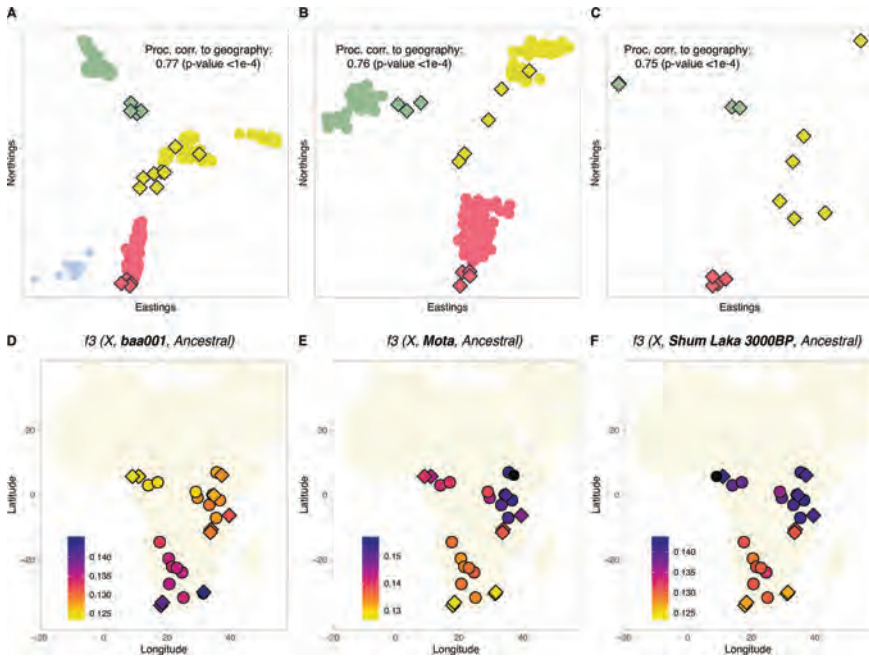 A
B
C
Proc. corr. to geography:
0.77 (p-value <1e-4)
Proc. corr. to geography:
0.76 (p-value <1e-4)
Proc. corr. to geography:
0.75 (p-value <1e-4)
Northings
Northings
Northings
Eastings
Eastings
Eastings
D f3 (X, baa001, Ancestral)
E f3 (X, Mota, Ancestral)
F f3 (X, Shum Laka 3000BP, Ancestral)
Latitude
20
0
−20
0.140
0.135
0.130
0.125
−20 0 20 40
Longitude
Latitude
20
0
−20
0.15
0.14
0.13
−20 0 20 40
Longitude
Latitude
20
0
−20
0.140
0.135
0.130
0.125
−20 0 20 40
Longitude